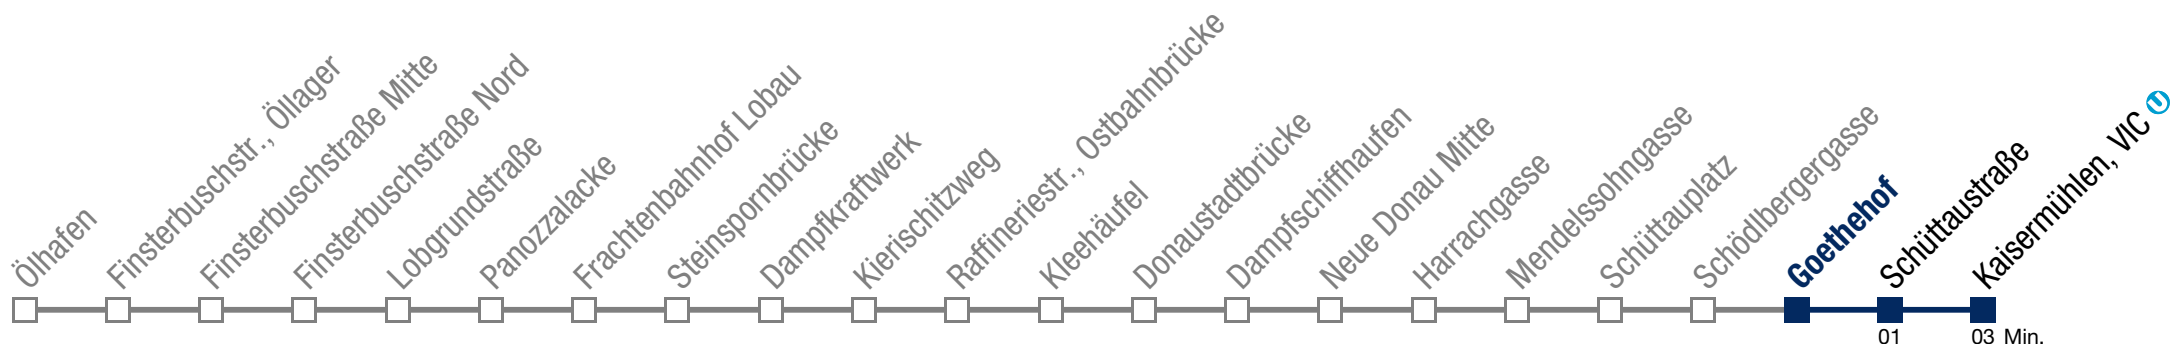 Ölhafen
Finsterbuschstr., Öllager
Finsterbuschstraße Mitte
Finsterbuschstraße Nord
Lobgrundstraße
Panozzalacke
Frachtenbahnhof Lobau
Steinspornbrücke
Dampfkraftwerk
Kierischitzweg
Raffineriestr., Ostbahnbrücke
Kleehäufel
Donaustadtbrücke
Dampfschiffhaufen
Neue Donau Mitte
Harrachgasse
Mendelssohngasse
Schüttauplatz
Schödlbergergasse
Goethehof
Schüttaustraße
Kaisermühlen, VIC U
01 03 Min.